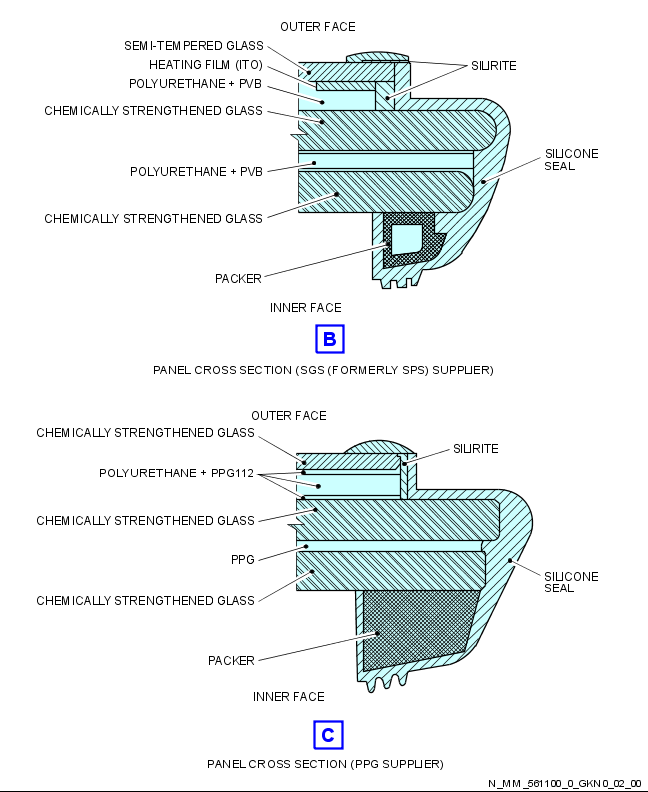 OUTER FACE
SEMI-TEMPERED GLASS
HEATING FILM (ITO)
SILIRITE
POLYURETHANE + PVB
CHEMICALLY STRENGTHENED GLASS
SILICONE
SEAL
POLYURETHANE + PVB
CHEMICALLY STRENGTHENED GLASS
PACKER
INNER FACE
B
PANEL CROSS SECTION (SGS (FORMERLY SPS) SUPPLIER)
OUTER FACE
CHEMICALLY STRENGTHENED GLASS
SILIRITE
POLYURETHANE + PPG112
CHEMICALLY STRENGTHENED GLASS
PPG
SILICONE
SEAL
CHEMICALLY STRENGTHENED GLASS
PACKER
INNER FACE
C
PANEL CROSS SECTION (PPG SUPPLIER)
N_MM_561100_0_GKN0_02_00